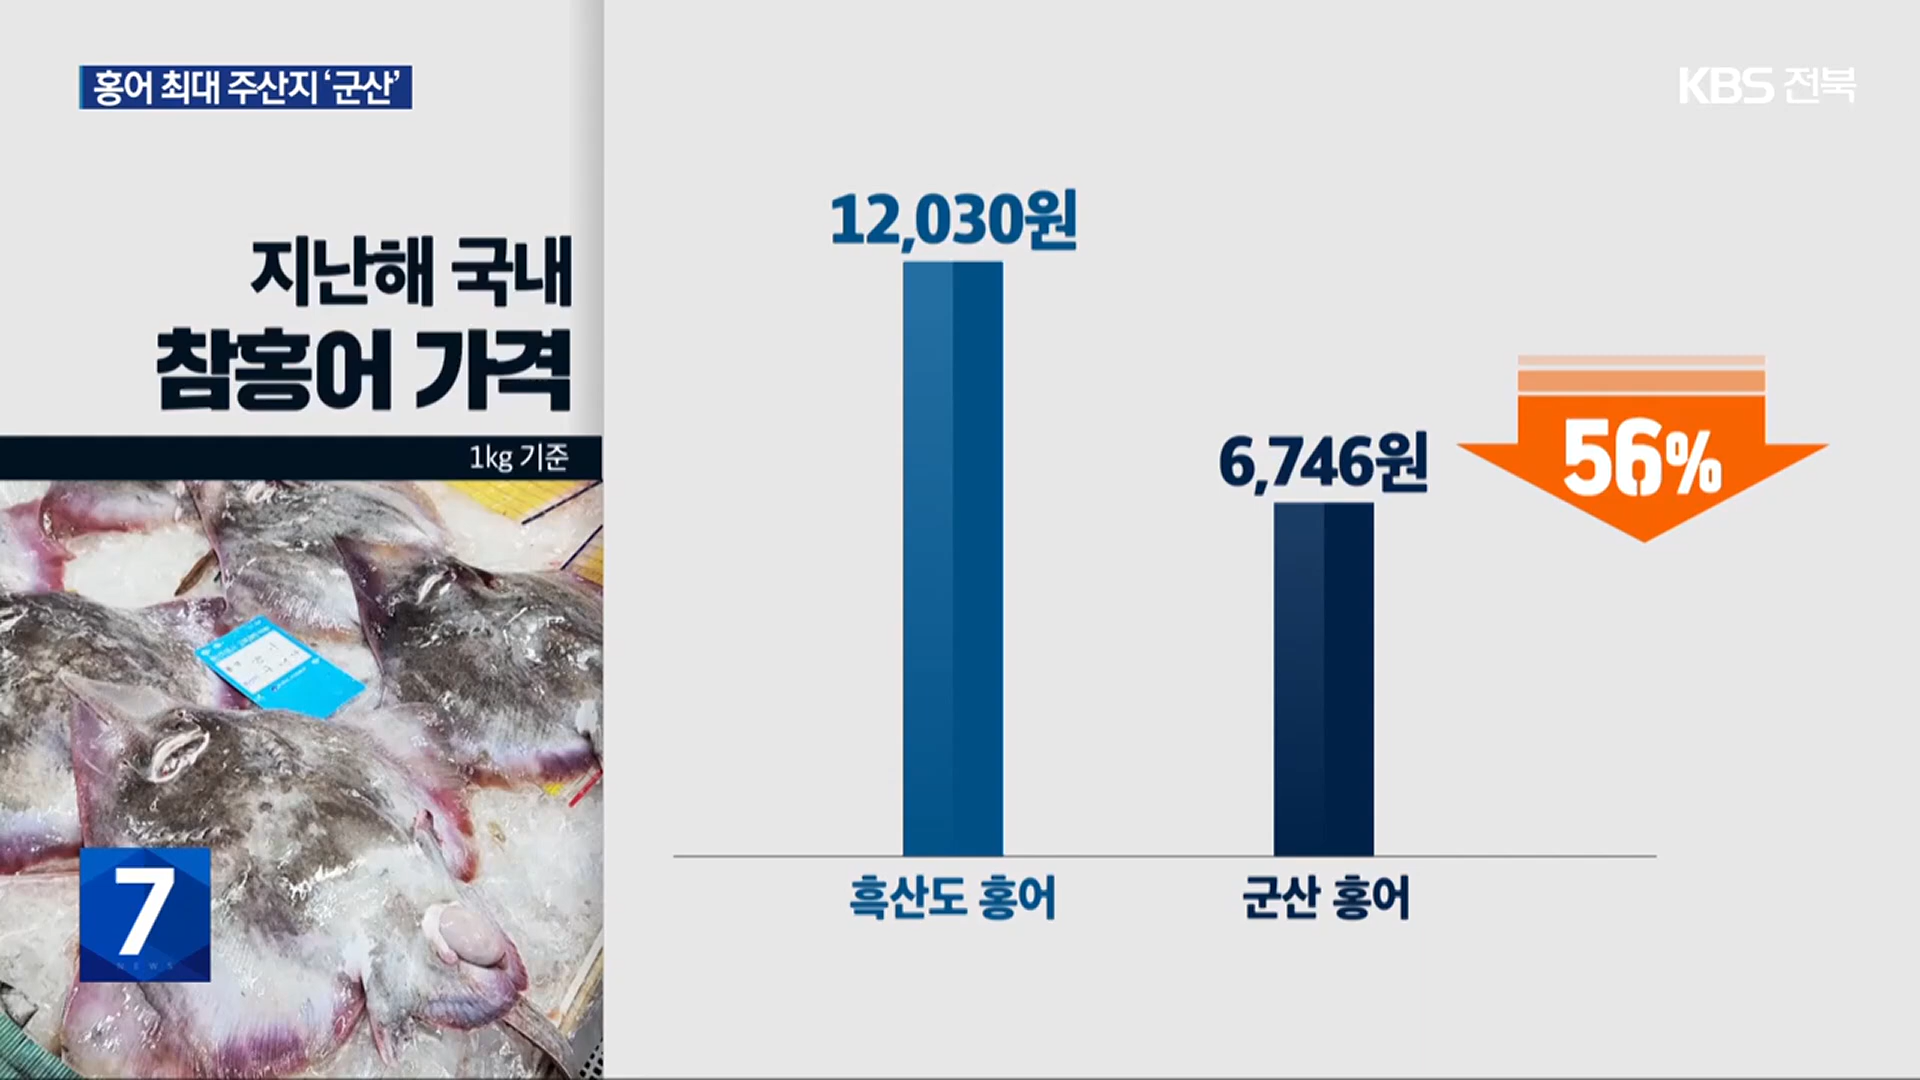 홍어 최대 주산지 ‘군산’
KBS 전북
지난해 국내
참홍어 가격
1kg 기준
12,030원
6,746원
56%
흑산도 홍어
군산 홍어
7
NEWS